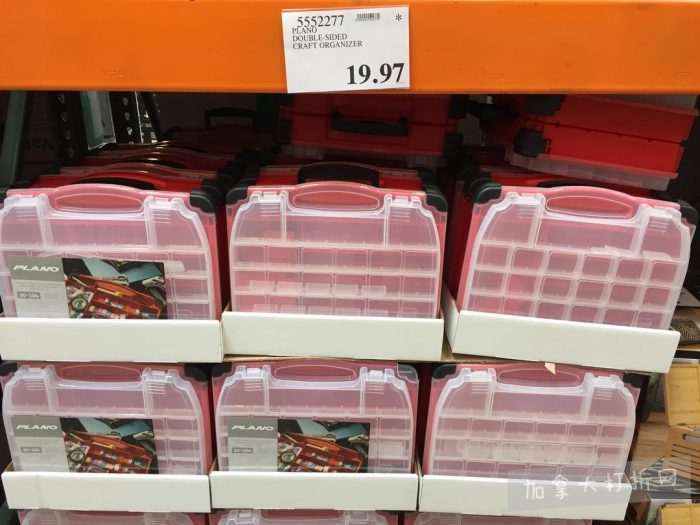 5552277 *
PLANO
DOUBLE-SIDED
CRAFT ORGANIZER
19.97
PLANO
PLANO
PLANO
加拿大打折网